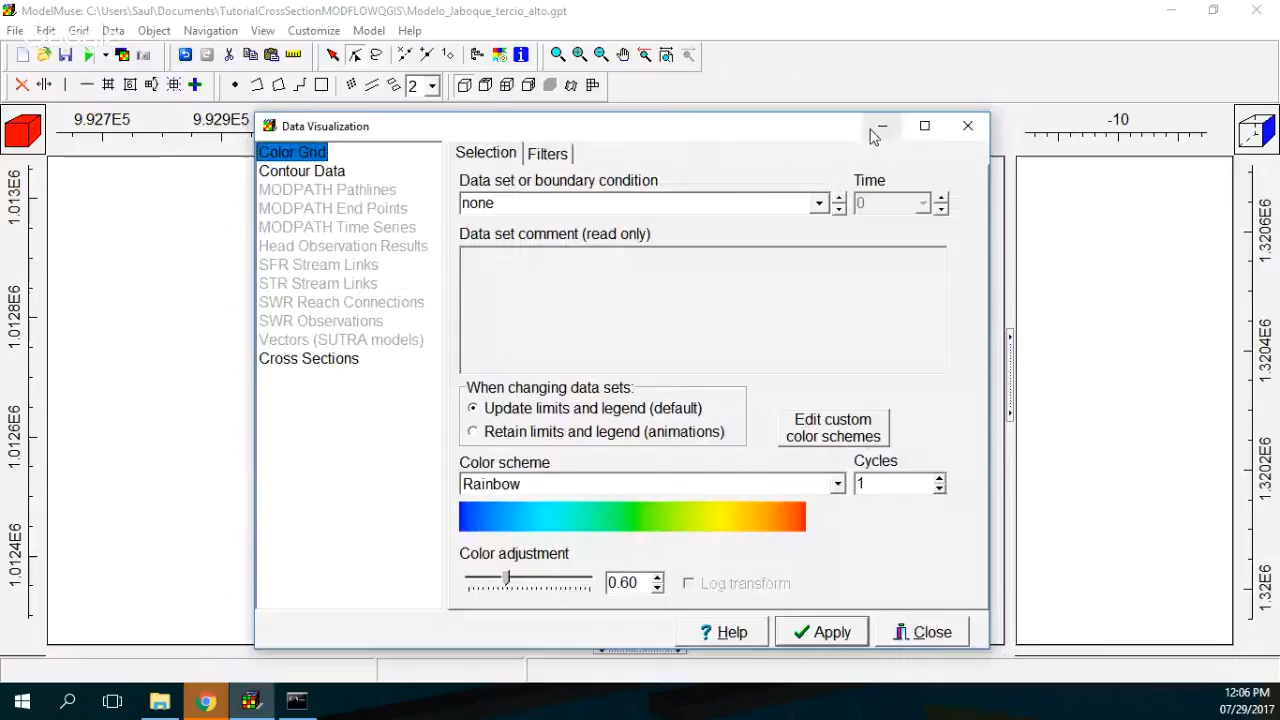 ModelMuse: C:\Users\Saul\Documents\TutorialCrossSectionMODFLOWQGIS\Modelo_Jaboque_tercio_alto.gpt
File Edit Grid Data Object Navigation View Customize Model Help
2
9.927E5 9.929E5 -10
Data Visualization
Color Grid
Contour Data
MODPATH Pathlines
MODPATH End Points
MODPATH Time Series
Head Observation Results
SFR Stream Links
STR Stream Links
SWR Reach Connections
SWR Observations
Vectors (SUTRA models)
Cross Sections
Selection Filters
Data set or boundary condition Time
none 0
Data set comment (read only)
When changing data sets:
Update limits and legend (default)
Retain limits and legend (animations)
Edit custom
color schemes
Color scheme Cycles
Rainbow 1
Color adjustment
0.60 Log transform
Help Apply Close
1.013E6
1.0128E6
1.0126E6
1.0124E6
1.3206E6
1.3204E6
1.3202E6
1.32E6
12:06 PM
07/29/2017